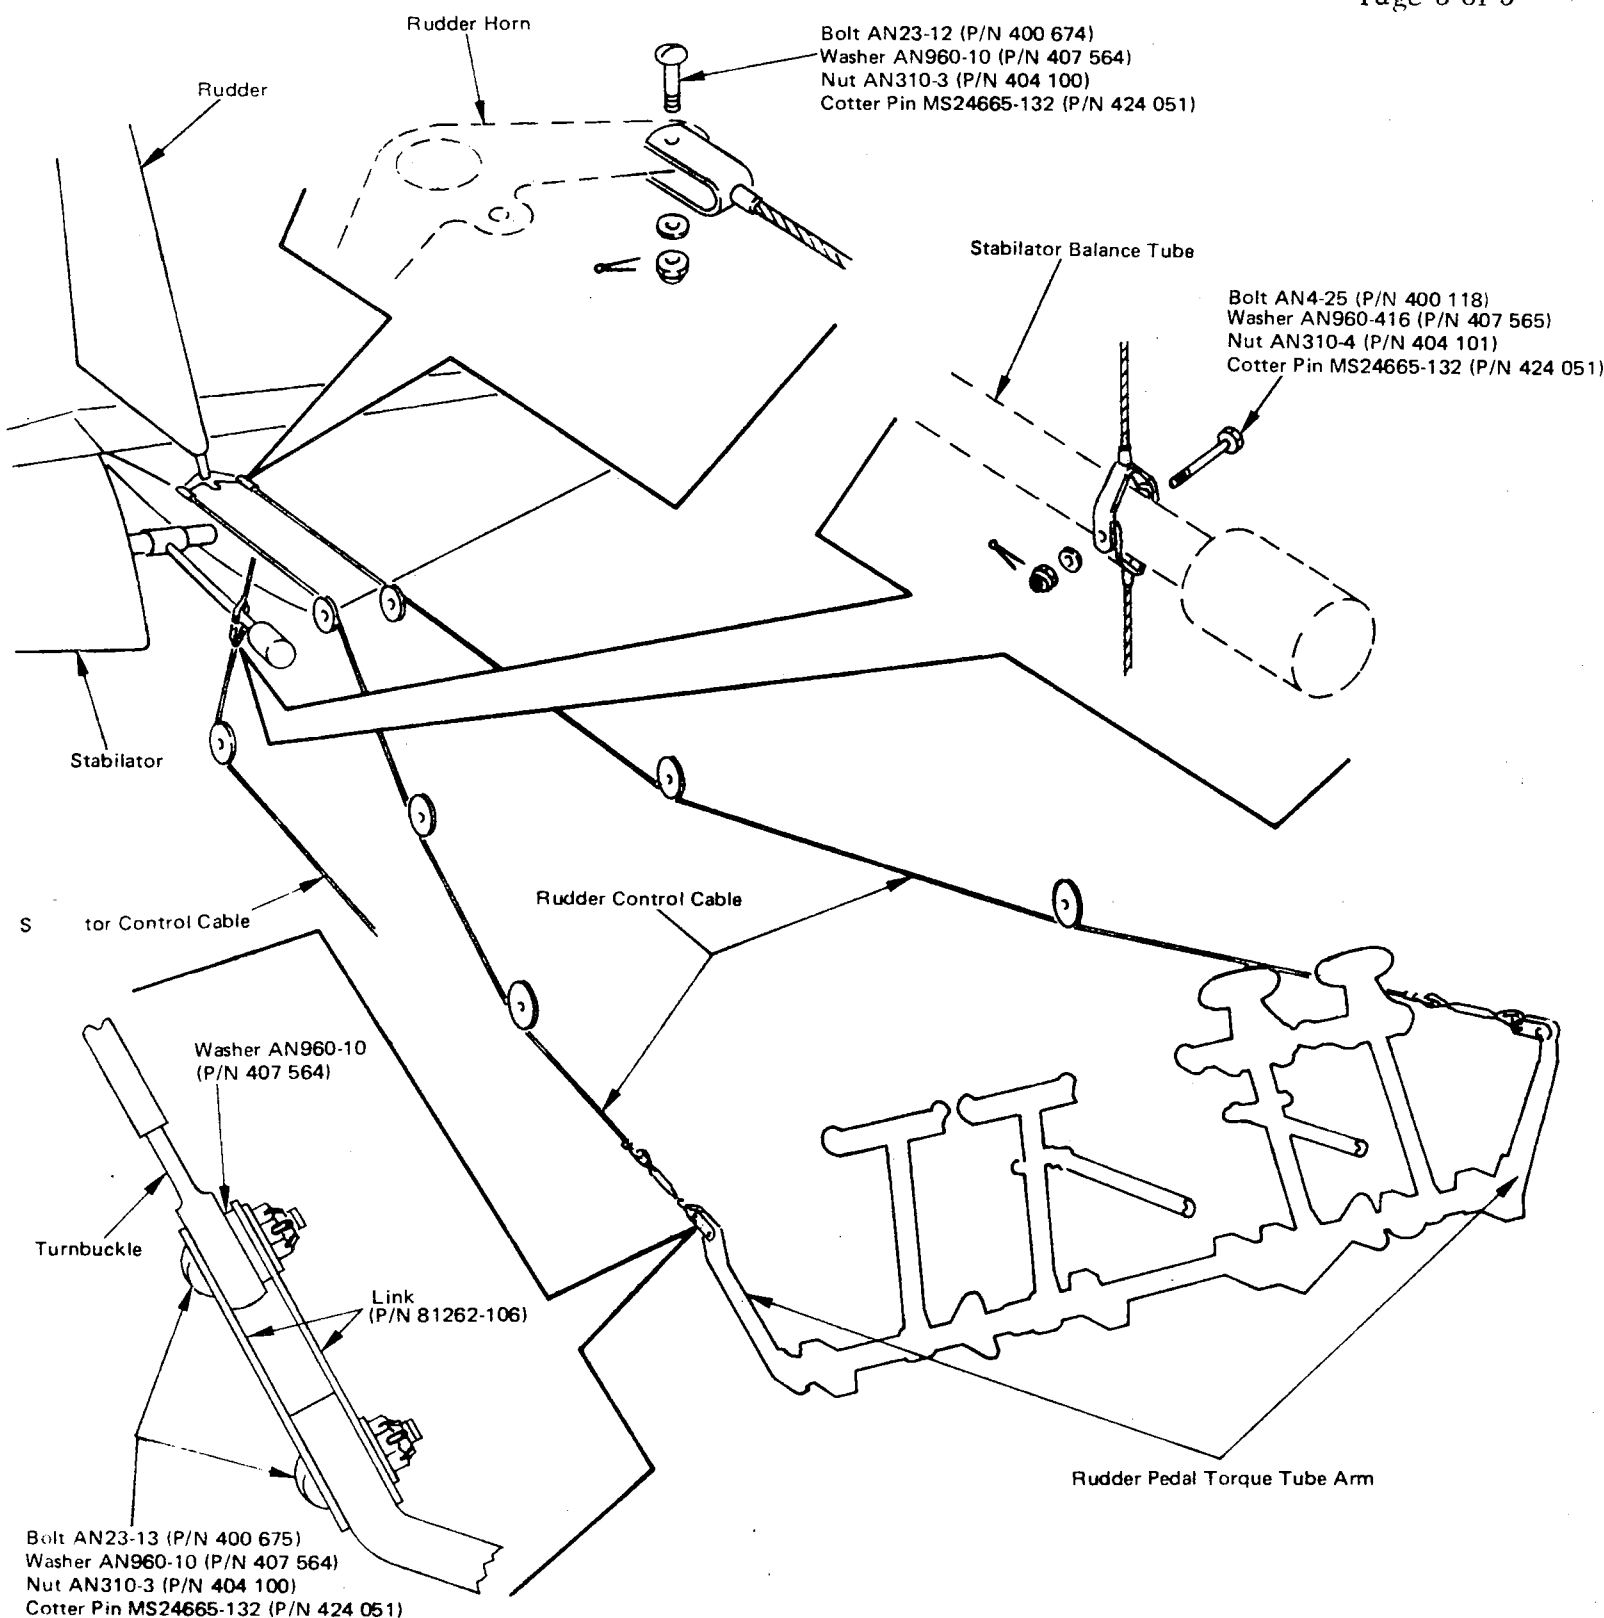 Rudder Horn
Bolt AN23-12 (P/N 400 674)
Washer AN960-10 (P/N 407 564)
Nut AN310-3 (P/N 404 100)
Cotter Pin MS24665-132 (P/N 424 051)
Rudder
Stabilator Balance Tube
Bolt AN4-25 (P/N 400 118)
Washer AN960-416 (P/N 407 565)
Nut AN310-4 (P/N 404 101)
Cotter Pin MS24665-132 (P/N 424 051)
Stabilator
Rudder Control Cable
S tor Control Cable
Washer AN960-10
(P/N 407 564)
Turnbuckle
Link
(P/N 81262-106)
Rudder Pedal Torque Tube Arm
Bolt AN23-13 (P/N 400 675)
Washer AN960-10 (P/N 407 564)
Nut AN310-3 (P/N 404 100)
Cotter Pin MS24665-132 (P/N 424 051)